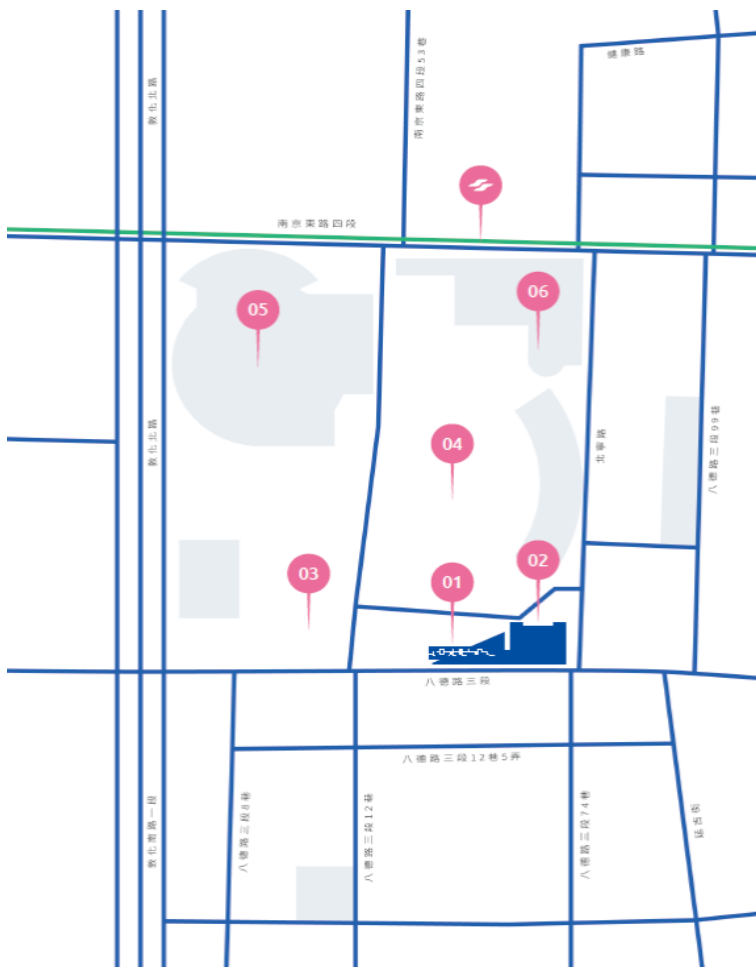 南京東路四段53巷
健康路
敦化北路
南京東路四段
05
06
八德路三段99巷
敦化北路
04
北寧路
03
01
02
八德路三段
八德路三段12巷5弄
敦化南路一段
八德路三段8巷
八德路三段12巷
八德路三段74巷
延吉街